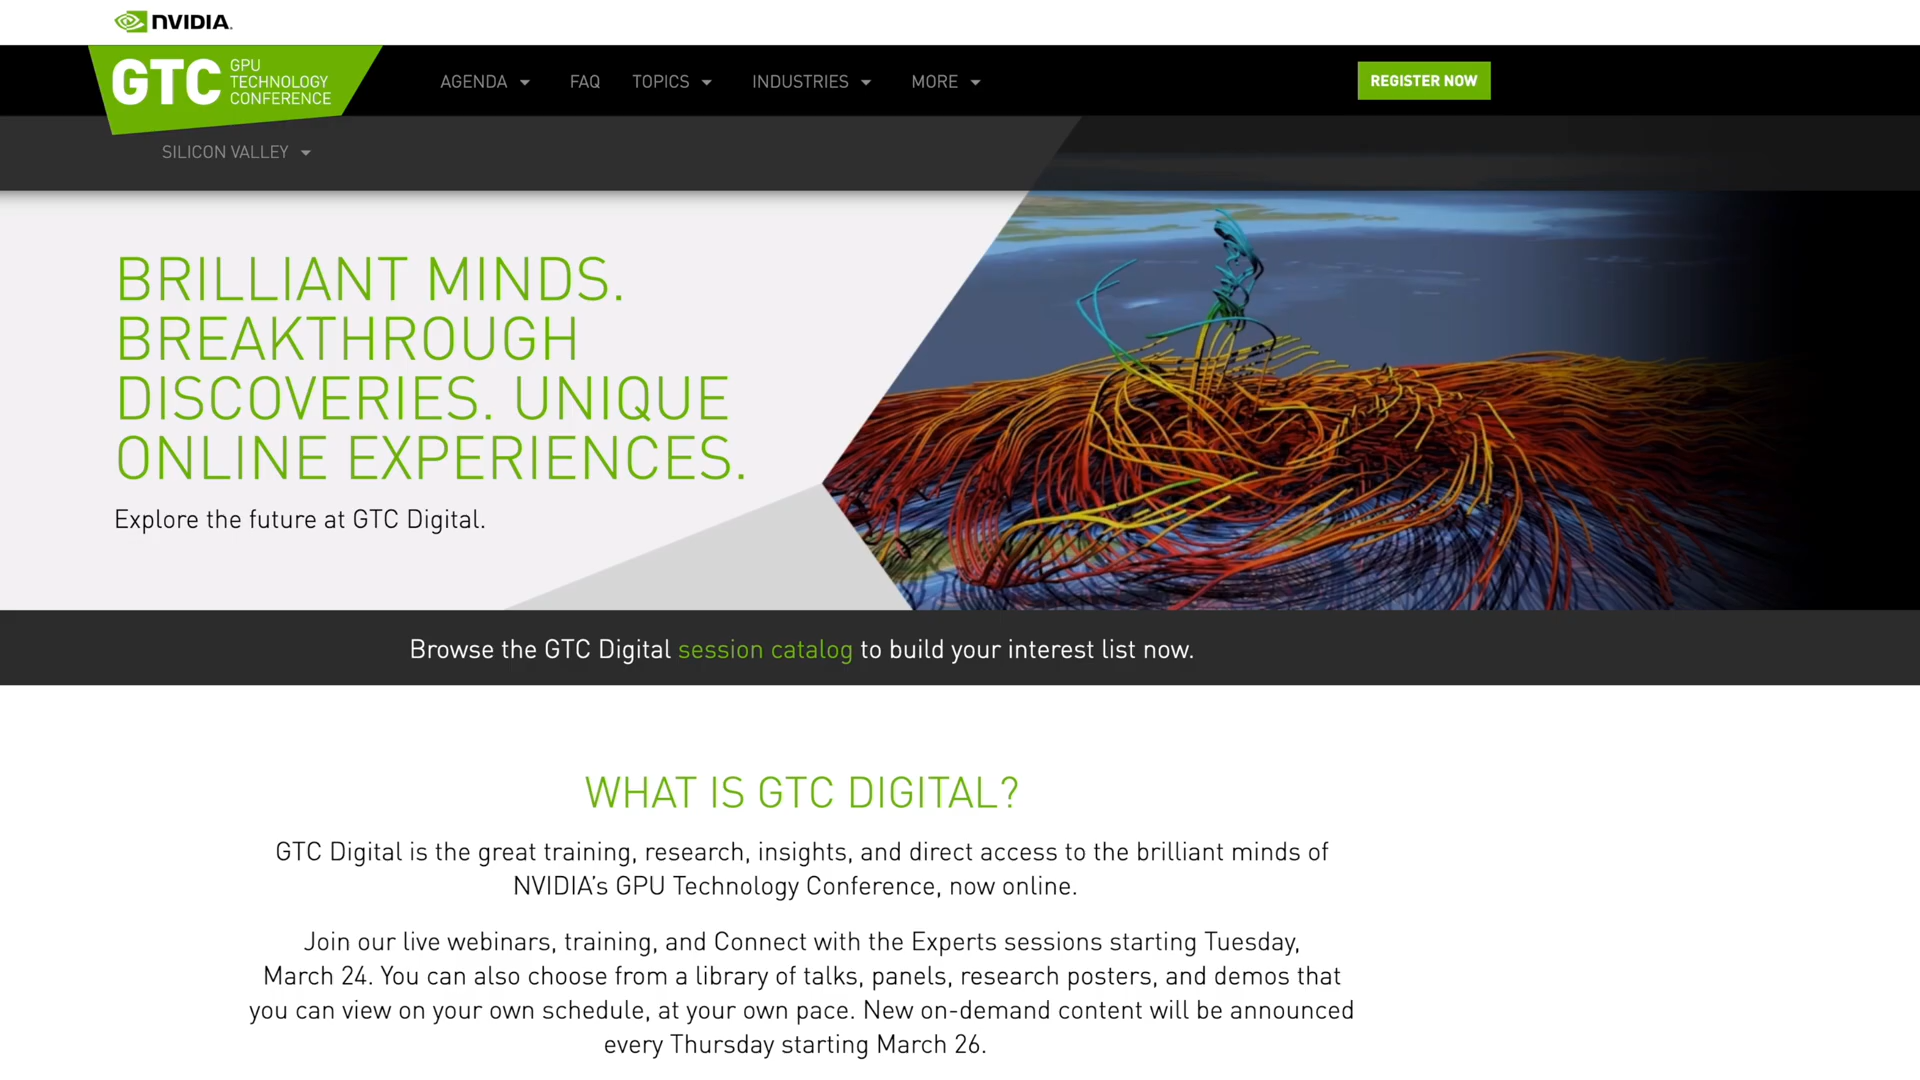 NVIDIA.
GTC GPU
TECHNOLOGY
CONFERENCE
AGENDA FAQ TOPICS INDUSTRIES MORE REGISTER NOW
SILICON VALLEY
BRILLIANT MINDS.
BREAKTHROUGH
DISCOVERIES. UNIQUE
ONLINE EXPERIENCES.
Explore the future at GTC Digital.
Browse the GTC Digital session catalog to build your interest list now.
WHAT IS GTC DIGITAL?
GTC Digital is the great training, research, insights, and direct access to the brilliant minds of
NVIDIA’s GPU Technology Conference, now online.
Join our live webinars, training, and Connect with the Experts sessions starting Tuesday,
March 24. You can also choose from a library of talks, panels, research posters, and demos that
you can view on your own schedule, at your own pace. New on-demand content will be announced
every Thursday starting March 26.